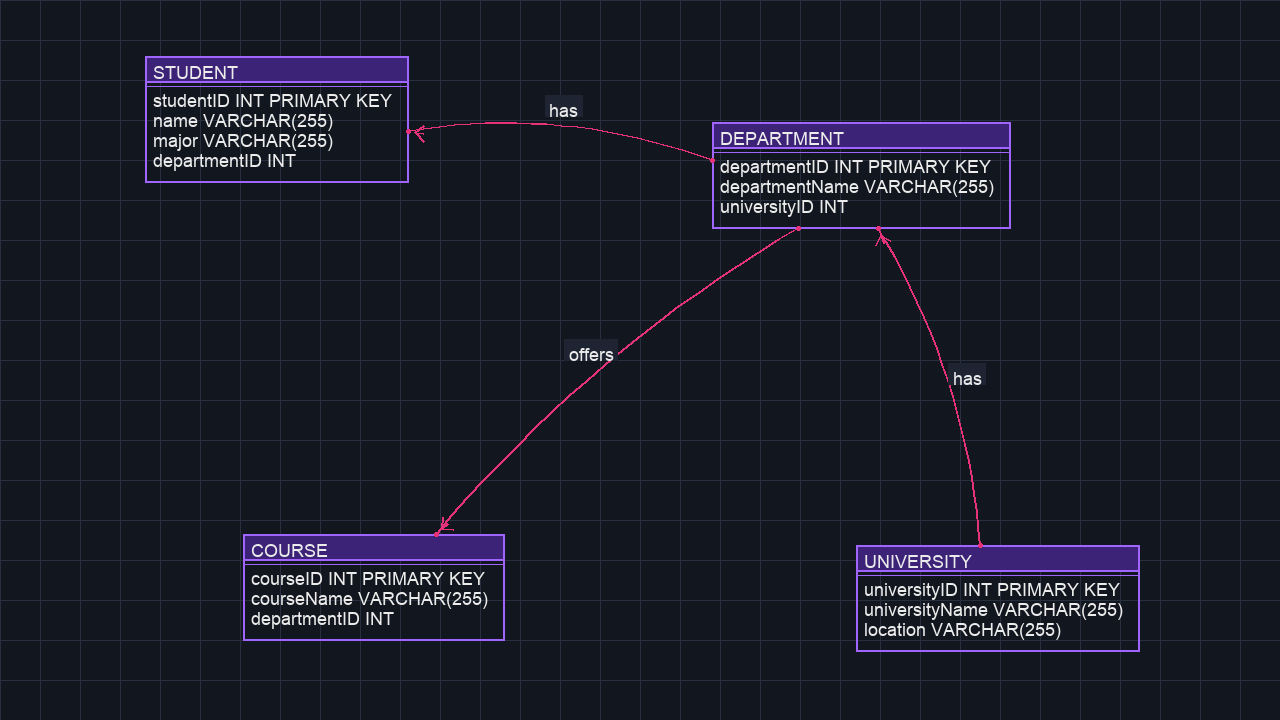 STUDENT
studentID INT PRIMARY KEY
name VARCHAR(255)
major VARCHAR(255)
departmentID INT
has
DEPARTMENT
departmentID INT PRIMARY KEY
departmentName VARCHAR(255)
universityID INT
offers
has
COURSE
courseID INT PRIMARY KEY
courseName VARCHAR(255)
departmentID INT
UNIVERSITY
universityID INT PRIMARY KEY
universityName VARCHAR(255)
location VARCHAR(255)